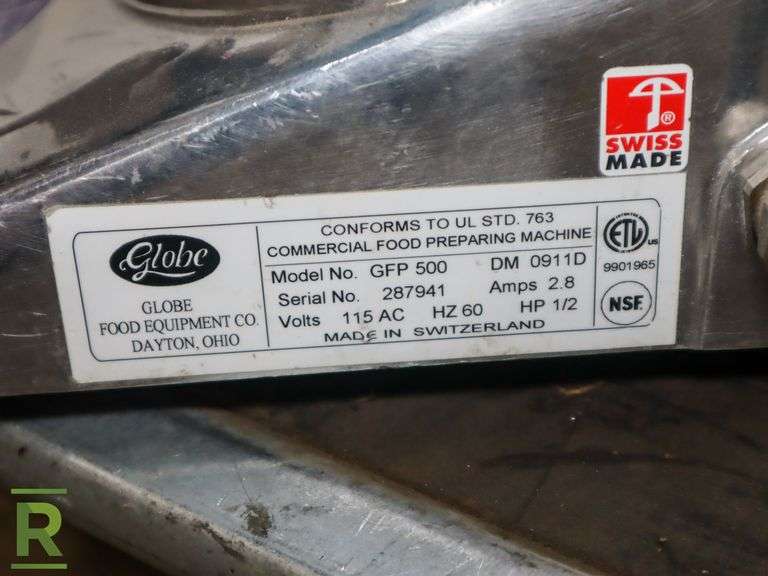 ®
SWISS
MADE
Globe
GLOBE
FOOD EQUIPMENT CO.
DAYTON, OHIO
CONFORMS TO UL STD. 763
COMMERCIAL FOOD PREPARING MACHINE
Model No. GFP 500 DM 0911D
Serial No. 287941 Amps 2.8
Volts 115 AC HZ 60 HP 1/2
MADE IN SWITZERLAND
ETL us
9901965
NSF
R